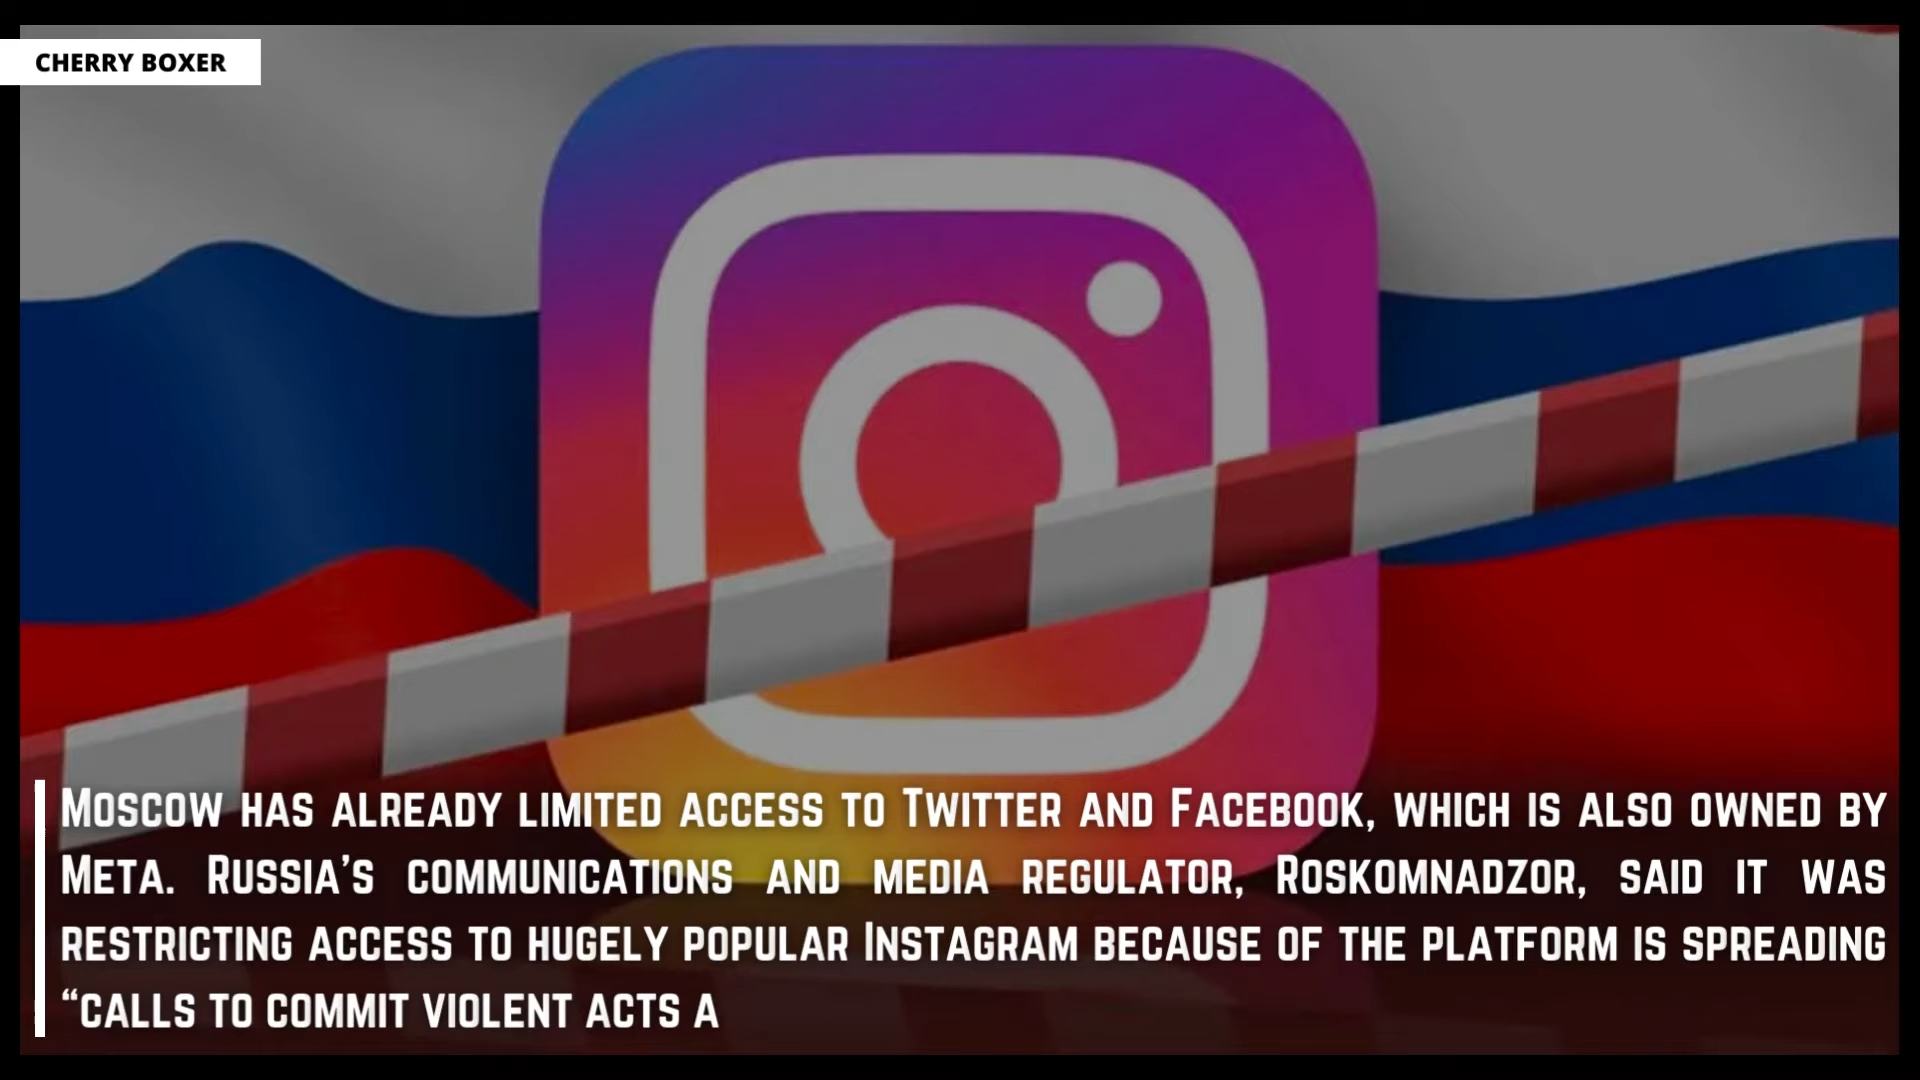 CHERRY BOXER
Moscow has already limited access to Twitter and Facebook, which is also owned by
Meta. Russia's communications and media regulator, Roskomnadzor, said it was
restricting access to hugely popular Instagram because of the platform is spreading
“calls to commit violent acts a